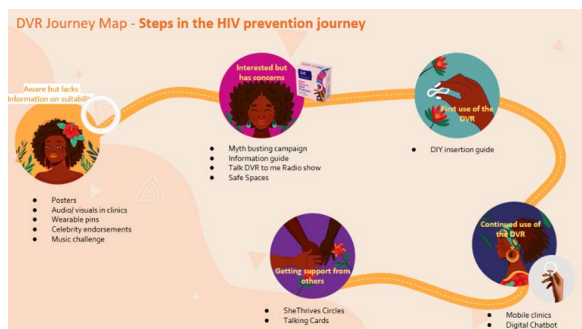 DVR Journey Map - Steps in the HIV prevention journey
Aware but lacks
information on suitability
Posters
Audio/ visuals in clinics
Wearable pins
Celebrity endorsements
Music challenge
Interested but
has concerns
Myth busting campaign
Information guide
Talk DVR to me Radio show
Safe Spaces
First use of the
DVR
DIY insertion guide
Continued use of
the DVR
Mobile clinics
Digital Chatbot
Getting support from
others
SheThrives Circles
Talking Cards